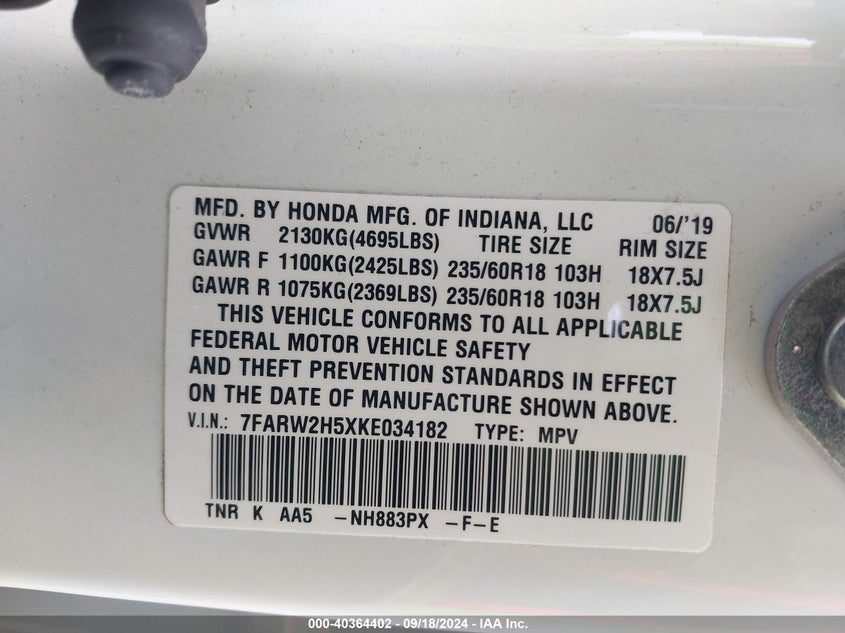 MFD. BY HONDA MFG. OF INDIANA, LLC 06/'19
GVWR 2130KG(4695LBS) TIRE SIZE RIM SIZE
GAWR F 1100KG(2425LBS) 235/60R18 103H 18X7.5J
GAWR R 1075KG(2369LBS) 235/60R18 103H 18X7.5J
THIS VEHICLE CONFORMS TO ALL APPLICABLE
FEDERAL MOTOR VEHICLE SAFETY
AND THEFT PREVENTION STANDARDS IN EFFECT
ON THE DATE OF MANUFACTURE SHOWN ABOVE.
V.I.N.: 7FARW2H5XKE034182 TYPE: MPV
TNR K AA5 -NH883PX -F-E
000-40364402 - 09/18/2024 - IAA Inc.